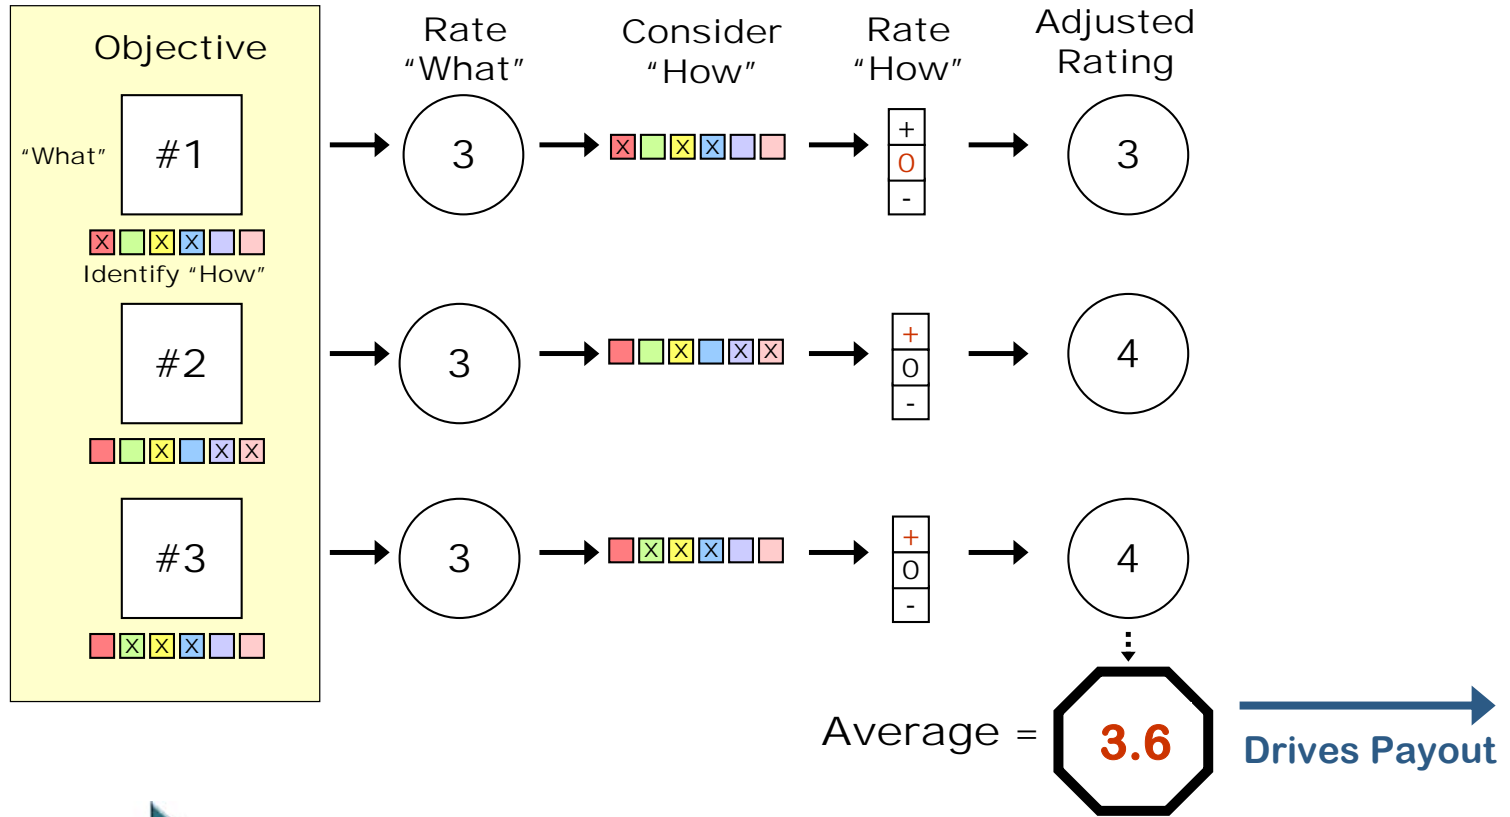 Objective
Rate
“What”
Consider
“How”
Rate
“How”
Adjusted
Rating
“What”
#1
3
X X X
+
0
-
3
X X X
Identify “How”
#2
3
X X X
+
0
-
4
X X X
#3
3
X X X
+
0
-
4
X X X
Average =
3.6
Drives Payout